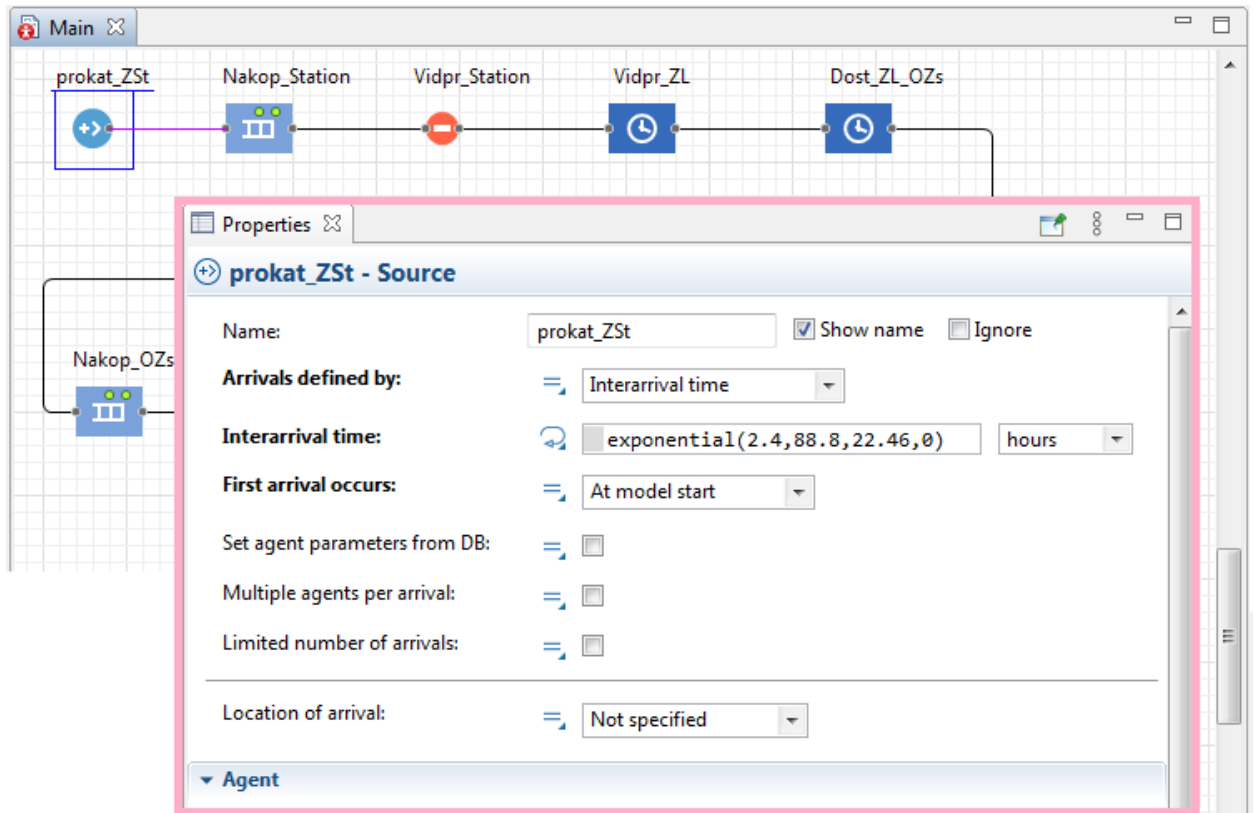 Main
prokat_ZSt Nakop_Station Vidpr_Station Vidpr_ZL Dost_ZL_OZs
Properties
prokat_ZSt - Source
Name: prokat_ZSt Show name Ignore
Nakop_OZs
Arrivals defined by: Interarrival time
Interarrival time: exponential(2.4,88.8,22.46,0) hours
First arrival occurs: At model start
Set agent parameters from DB:
Multiple agents per arrival:
Limited number of arrivals:
Location of arrival: Not specified
Agent